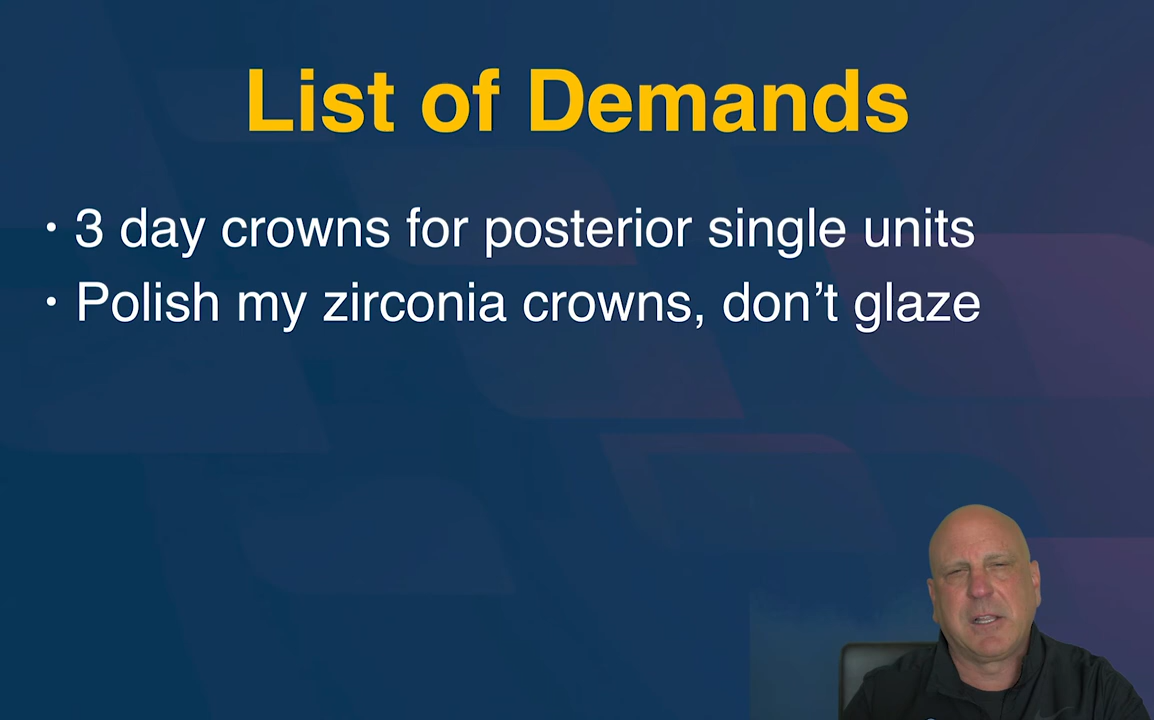 List of Demands
• 3 day crowns for posterior single units
• Polish my zirconia crowns, don’t glaze